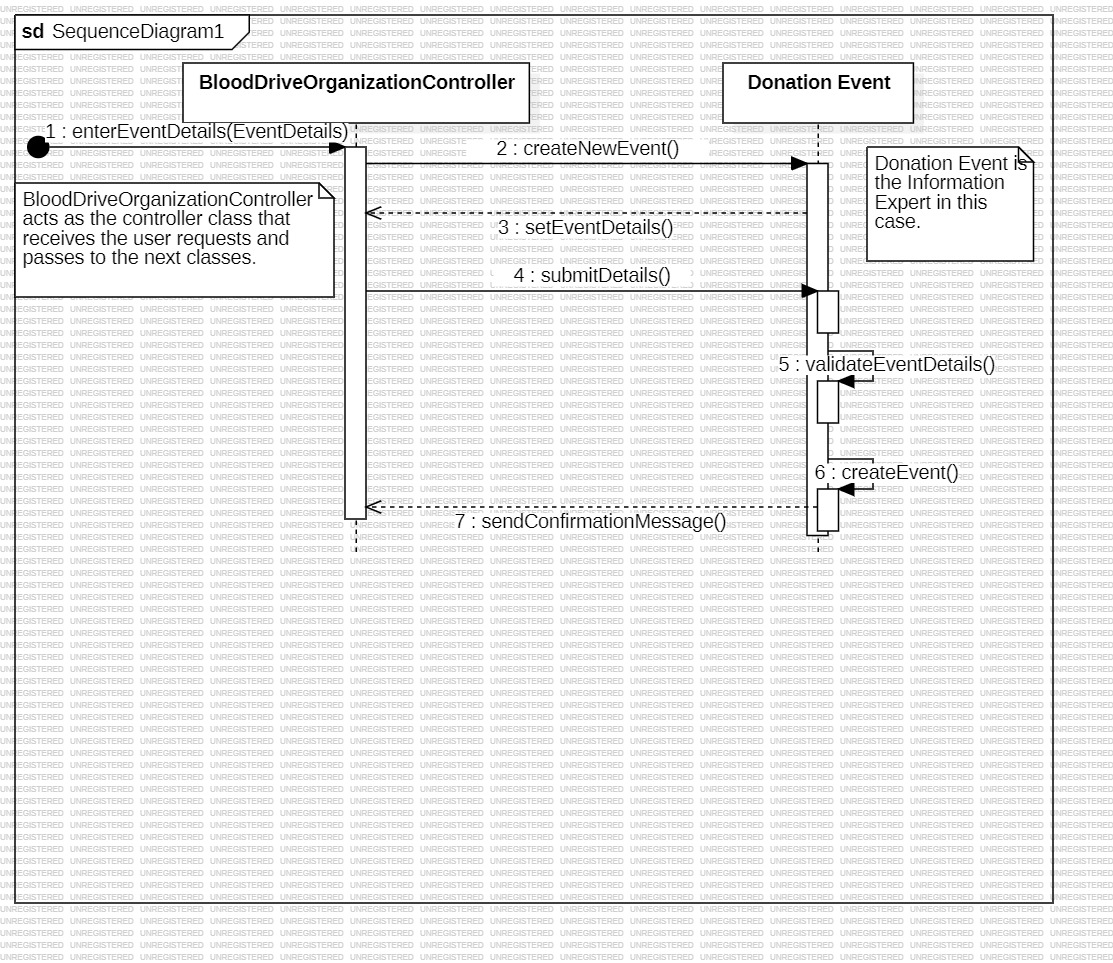 sd SequenceDiagram1
BloodDriveOrganizationController
Donation Event
1 : enterEventDetails(EventDetails)
2 : createNewEvent()
Donation Event is
the Information
Expert in this
case.
BloodDriveOrganizationController
acts as the controller class that
receives the user requests and
passes to the next classes.
3 : setEventDetails()
4 : submitDetails()
5 : validateEventDetails()
6 : createEvent()
7 : sendConfirmationMessage()
UNREGISTERED